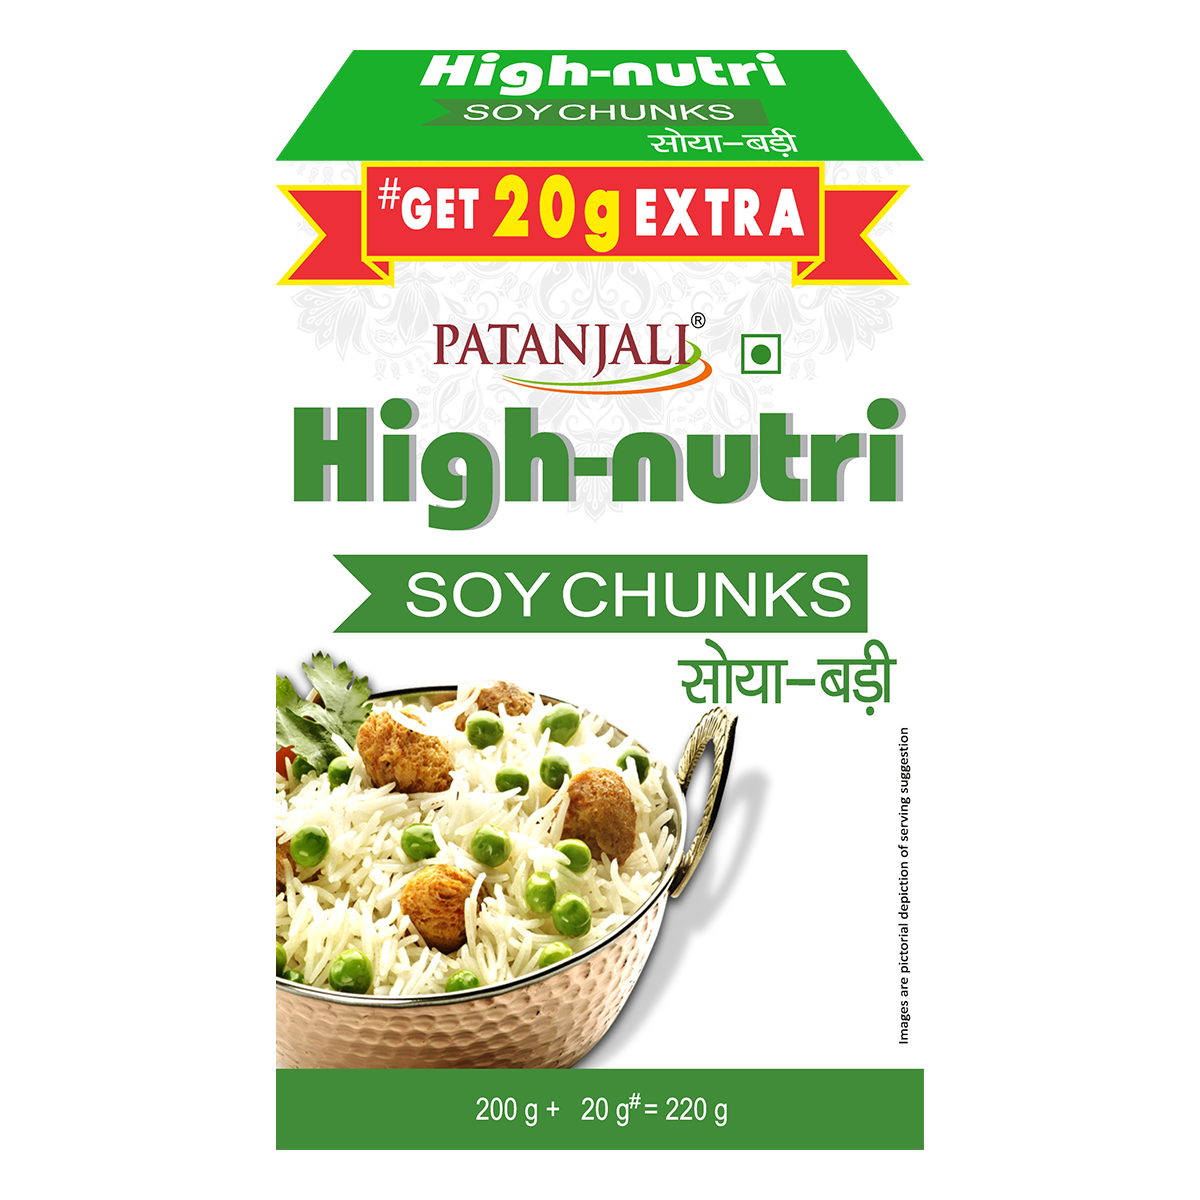 High-nutri
SOY CHUNKS
सोया-बड़ी
#GET 20g EXTRA
PATANJALI®
High-nutri
SOY CHUNKS
सोया-बड़ी
Images are pictorial depiction of serving suggestion
200 g + 20 g# = 220 g